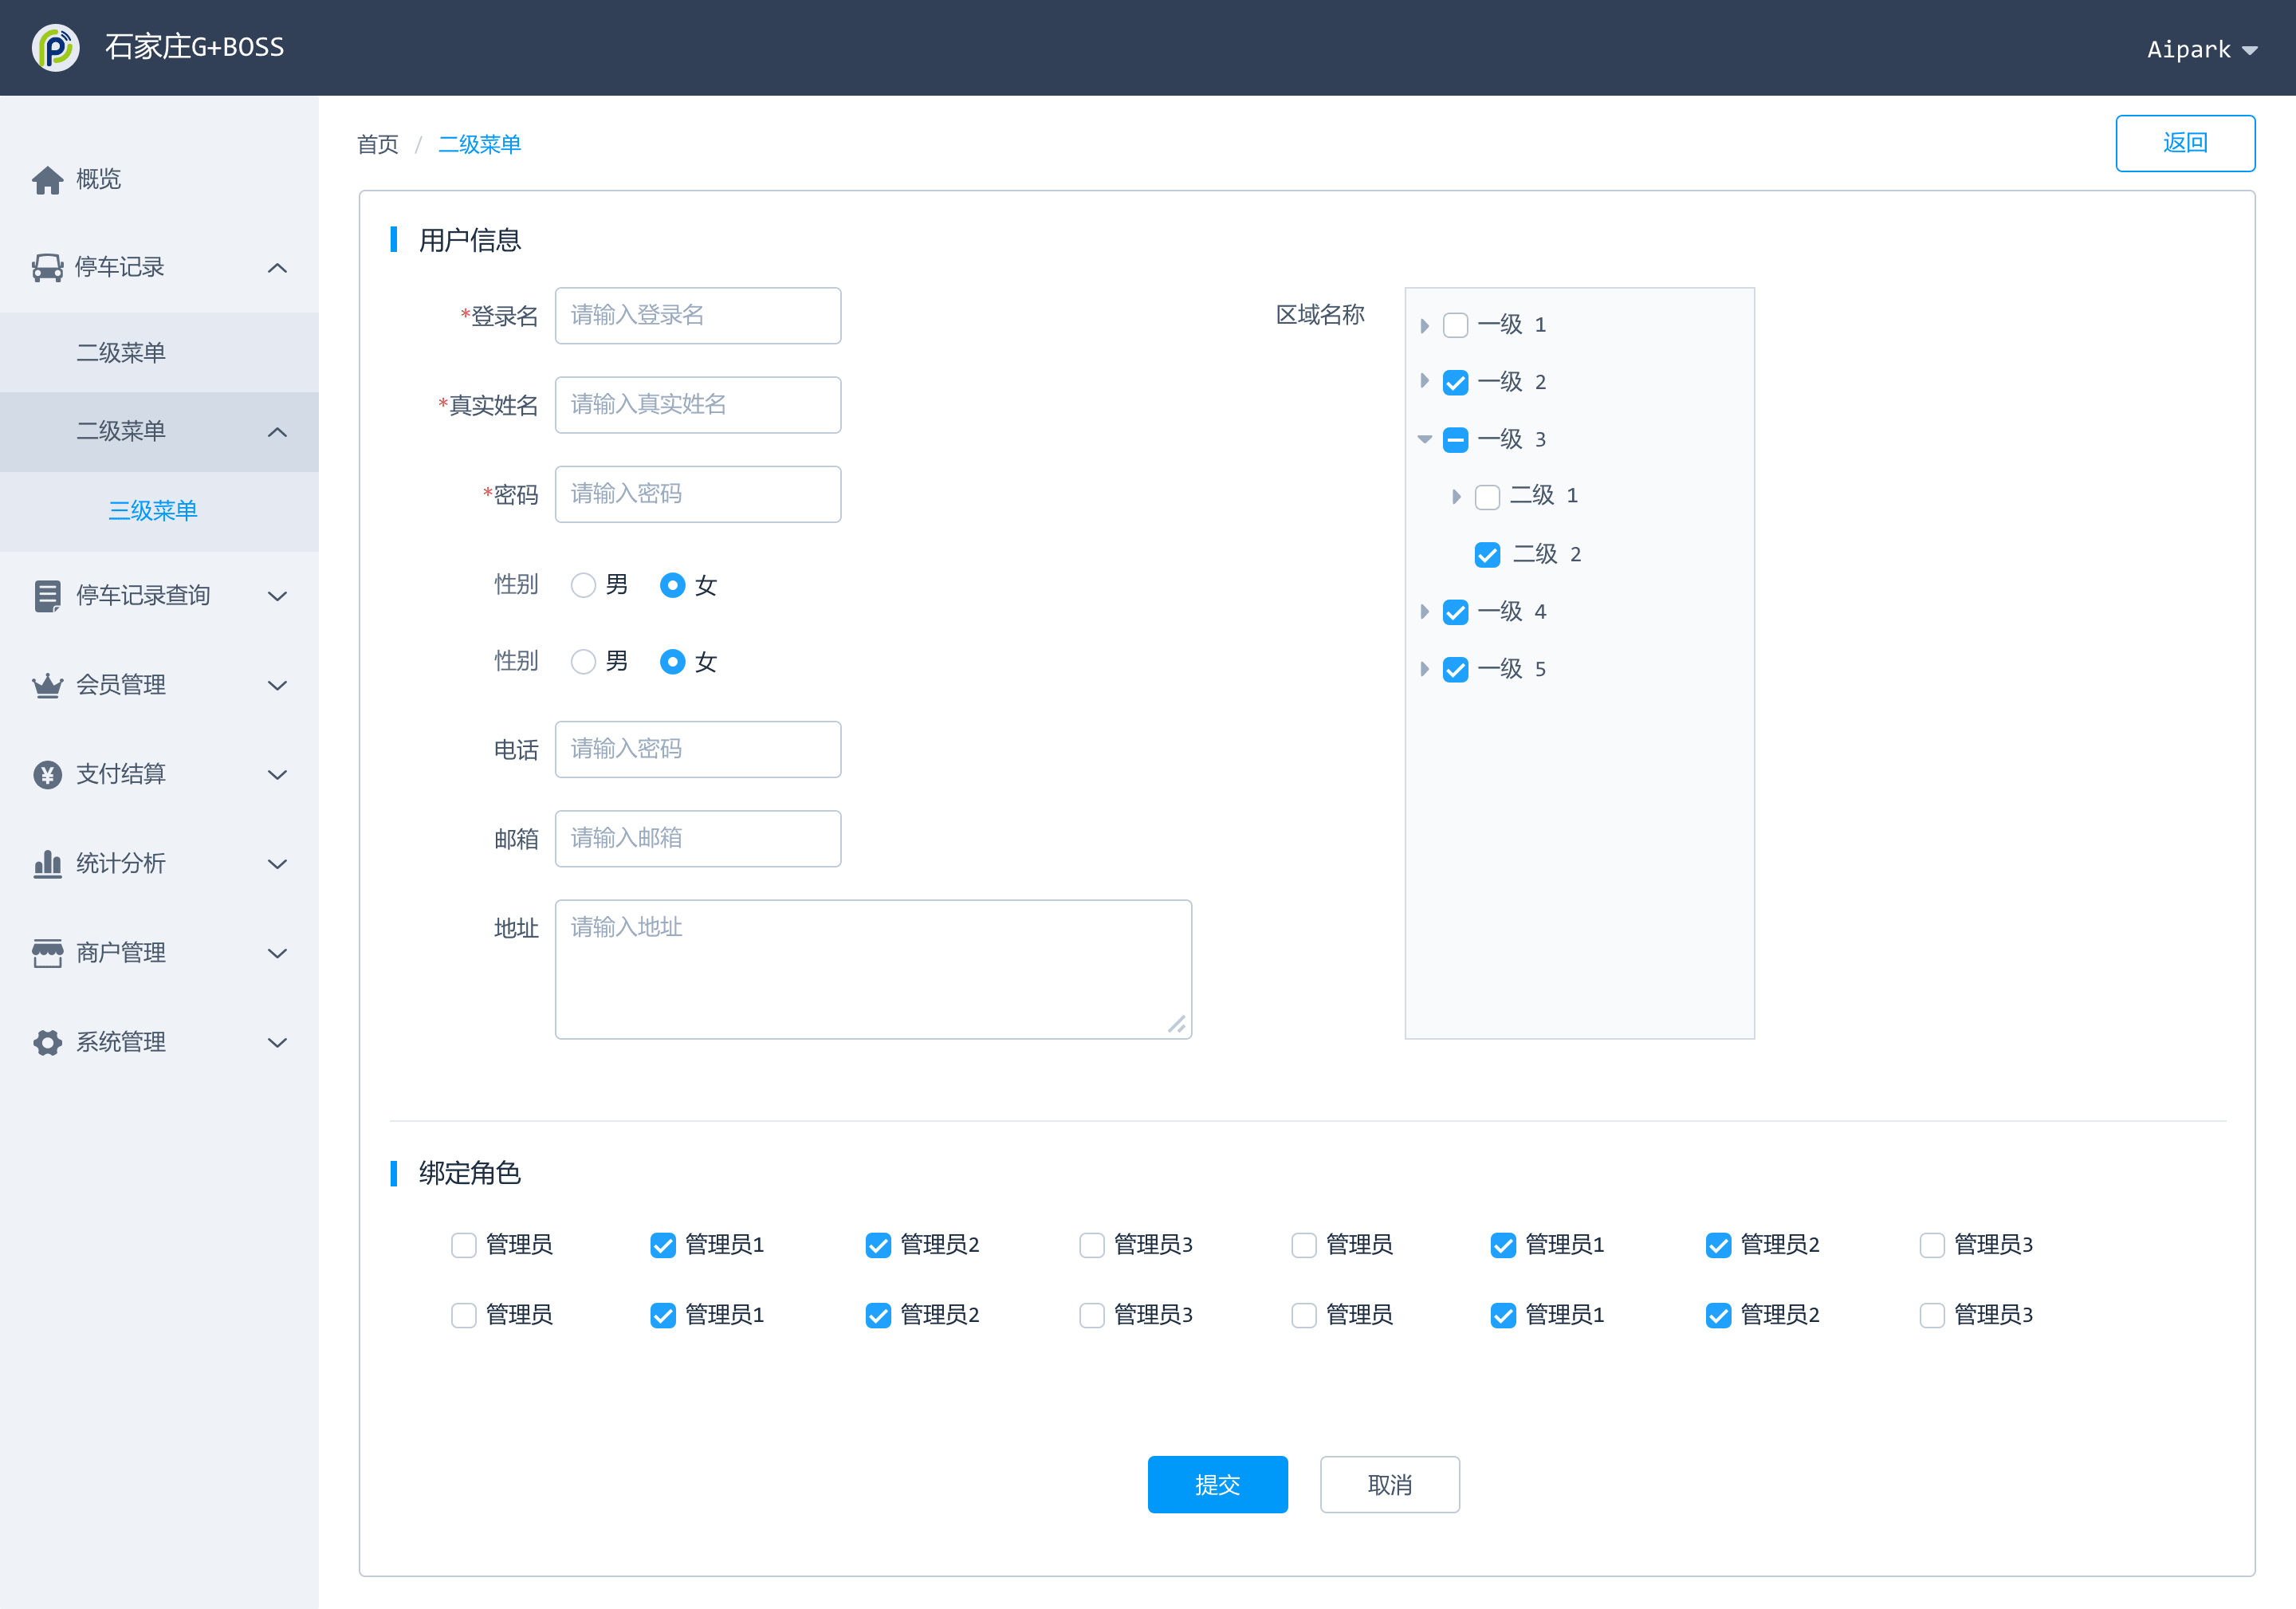 石家庄G+BOSS
Aipark
首页 / 二级菜单
返回
概览
停车记录
二级菜单
二级菜单
三级菜单
停车记录查询
会员管理
支付结算
统计分析
商户管理
系统管理
用户信息
*登录名 请输入登录名
*真实姓名 请输入真实姓名
*密码 请输入密码
性别 男 女
性别 男 女
电话 请输入密码
邮箱 请输入邮箱
地址 请输入地址
区域名称
一级 1
一级 2
一级 3
二级 1
二级 2
一级 4
一级 5
绑定角色
管理员 管理员1 管理员2 管理员3 管理员 管理员1 管理员2 管理员3
管理员 管理员1 管理员2 管理员3 管理员 管理员1 管理员2 管理员3
提交 取消